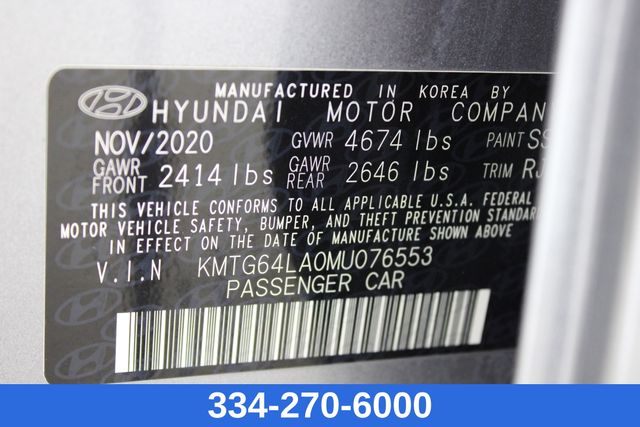 MANUFACTURED IN KOREA BY
HYUNDAI MOTOR COMPAN
NOV/2020 GVWR 4674 lbs PAINT SS
GAWR FRONT 2414 lbs GAWR REAR 2646 lbs TRIM RJ
THIS VEHICLE CONFORMS TO ALL APPLICABLE U.S.A. FEDERAL
MOTOR VEHICLE SAFETY, BUMPER, AND THEFT PREVENTION STANDAR
IN EFFECT ON THE DATE OF MANUFACTURE SHOWN ABOVE
V.I.N KMTG64LA0MU076553
PASSENGER CAR
334-270-6000